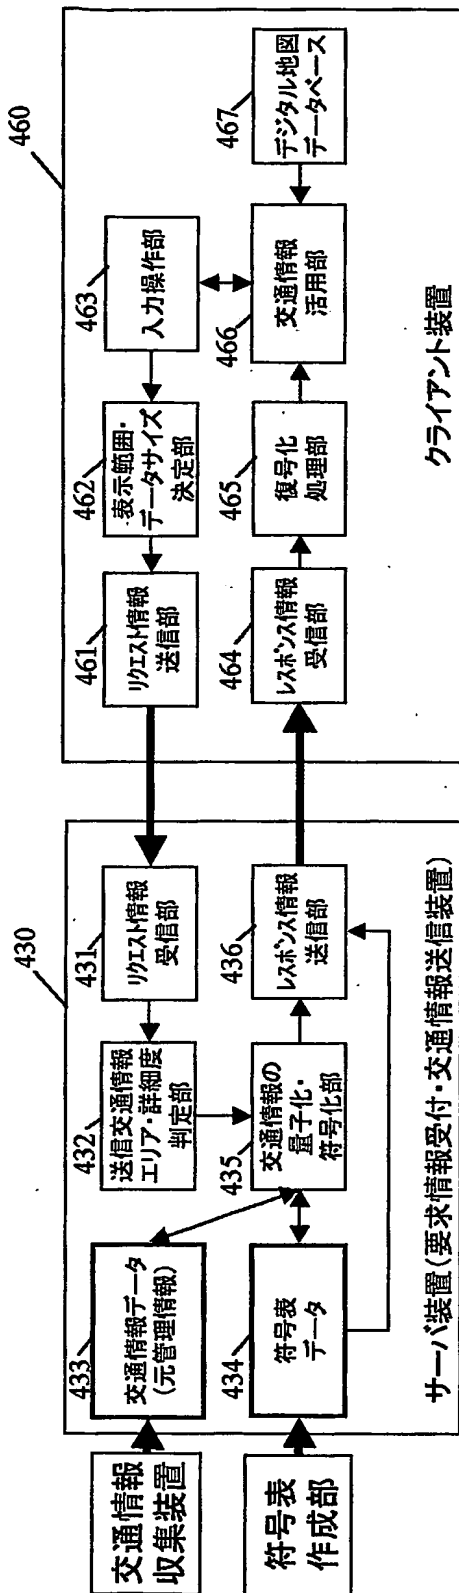 交通情報
収集装置
符号表
作成部
430
433
交通情報データ
(元管理情報)
432
送信交通情報
エリア・詳細度
判定部
431
リクエスト情報
受信部
434
符号表
データ
435
交通情報の
量子化・
符号化部
436
レスポンス情報
送信部
サーバ装置(要求情報受付・交通情報送信装置)
460
461
リクエスト情報
送信部
462
表示範囲・
データサイズ
決定部
463
入力操作部
464
レスポンス情報
受信部
465
復号化
処理部
466
交通情報
活用部
467
デジタル地図
データベース
クライアント装置